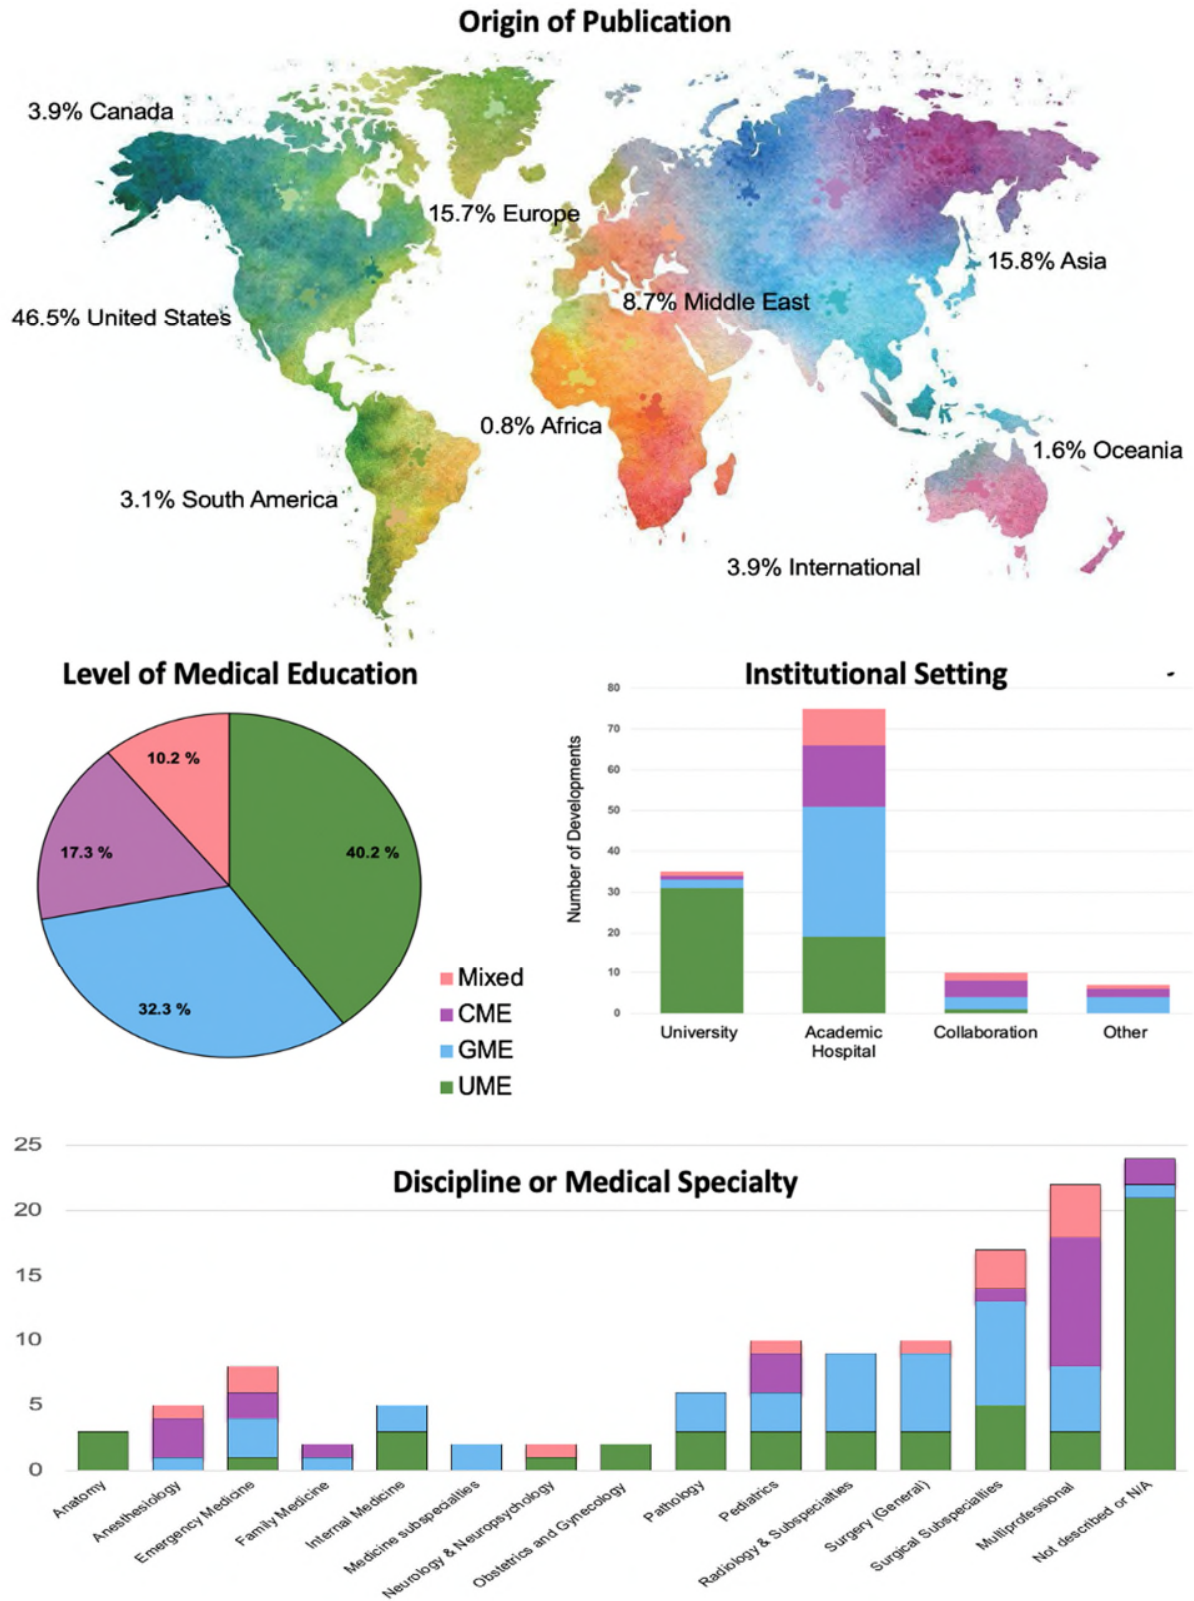 Origin of Publication
3.9% Canada
15.7% Europe
15.8% Asia
8.7% Middle East
46.5% United States
0.8% Africa
1.6% Oceania
3.1% South America
3.9% International
Level of Medical Education
10.2 %
17.3 %
40.2 %
32.3 %
Mixed
CME
GME
UME
Institutional Setting
Number of Developments
80
70
60
50
40
30
20
10
0
University
Academic
Hospital
Collaboration
Other
Discipline or Medical Specialty
25
20
15
10
5
0
Anatomy
Anesthesiology
Emergency Medicine
Family Medicine
Internal Medicine
Medicine subspecialties
Neurology & Neuropsychology
Obstetrics and Gynecology
Pathology
Pediatrics
Radiology & Subspecialties
Surgery (General)
Surgical Subspecialties
Multiprofessional
Not described or N/A